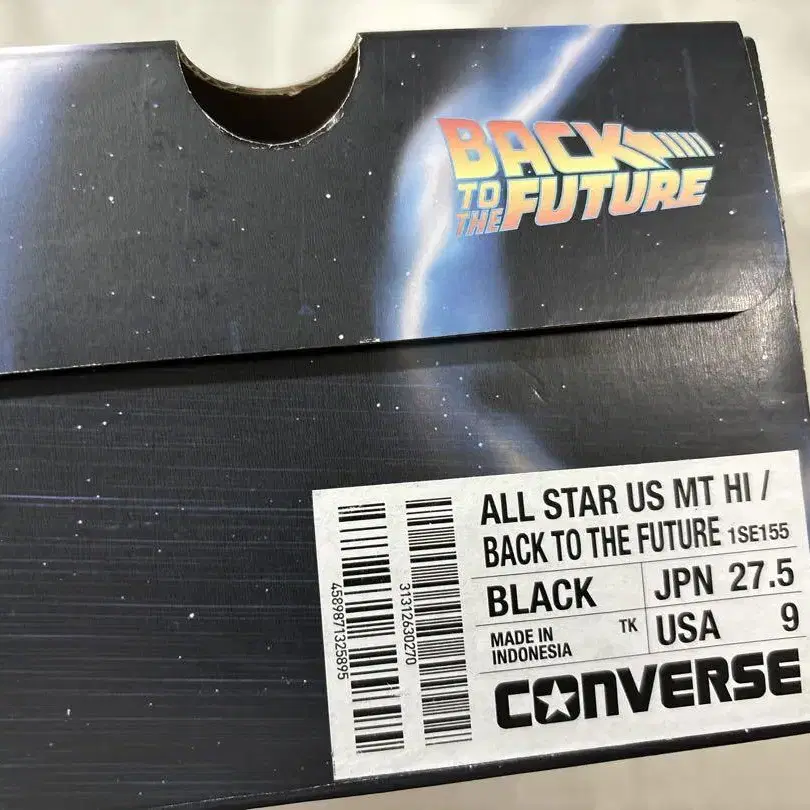 BACK
TO
THE FUTURE
ALL STAR US MT HI /
BACK TO THE FUTURE 1SE155
BLACK
JPN 27.5
MADE IN
INDONESIA
TK
USA 9
CONVERSE
4589871325895
31312630270